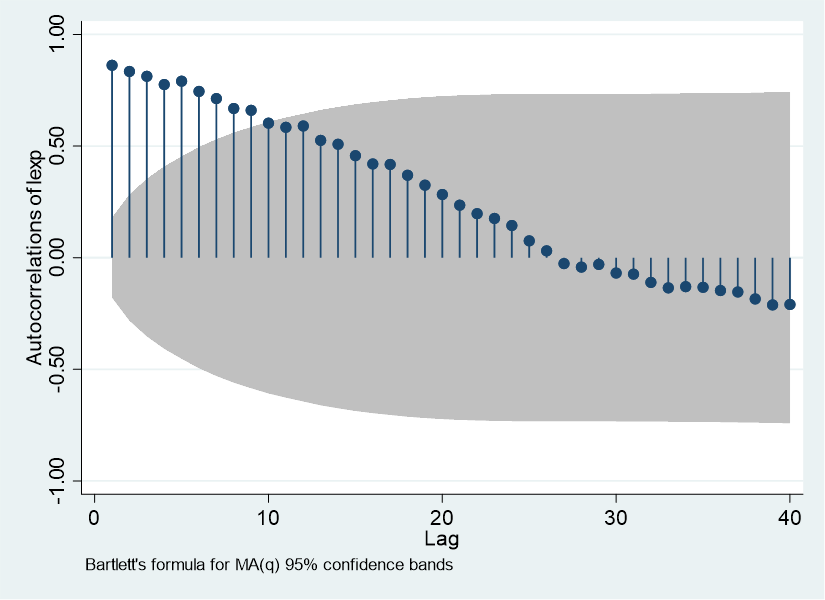 Autocorrelations of lexp
1.00
0.50
0.00
-0.50
-1.00
0 10 20 30 40
Lag
Bartlett's formula for MA(q) 95% confidence bands